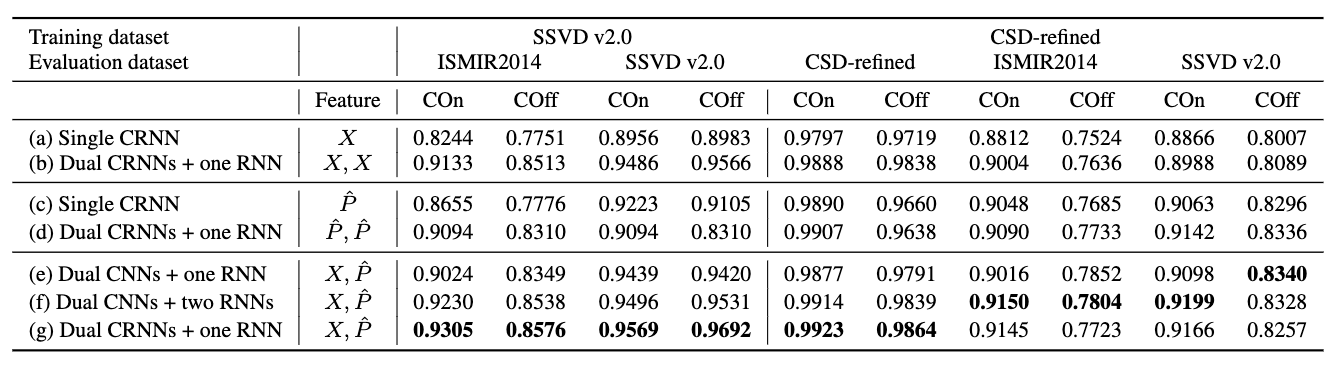 Training dataset SSVD v2.0 CSD-refined
Evaluation dataset ISMIR2014 SSVD v2.0 CSD-refined ISMIR2014 SSVD v2.0
Feature COn COff COn COff COn COff COn COff COn COff
(a) Single CRNN X 0.8244 0.7751 0.8956 0.8983 0.9797 0.9719 0.8812 0.7524 0.8866 0.8007
(b) Dual CRNNs + one RNN X, X 0.9133 0.8513 0.9486 0.9566 0.9888 0.9838 0.9004 0.7636 0.8988 0.8089
(c) Single CRNN P̂ 0.8655 0.7776 0.9223 0.9105 0.9890 0.9660 0.9048 0.7685 0.9063 0.8296
(d) Dual CRNNs + one RNN P̂, P̂ 0.9094 0.8310 0.9094 0.8310 0.9907 0.9638 0.9090 0.7733 0.9142 0.8336
(e) Dual CNNs + one RNN X, P̂ 0.9024 0.8349 0.9439 0.9420 0.9877 0.9791 0.9016 0.7852 0.9098 0.8340
(f) Dual CNNs + two RNNs X, P̂ 0.9230 0.8538 0.9496 0.9531 0.9914 0.9839 0.9150 0.7804 0.9199 0.8328
(g) Dual CRNNs + one RNN X, P̂ 0.9305 0.8576 0.9569 0.9692 0.9923 0.9864 0.9145 0.7723 0.9166 0.8257